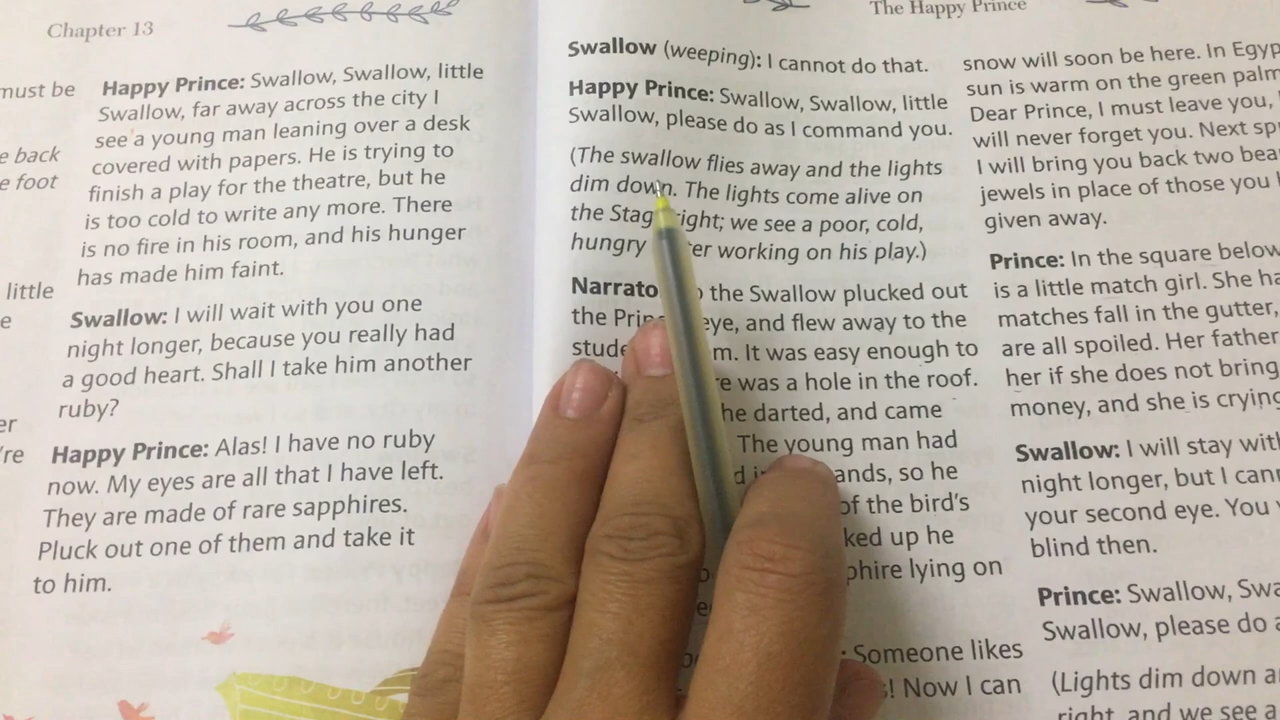 Chapter 13
must be
e back
e foot
little
e
er
're
Happy Prince: Swallow, Swallow, little
Swallow, far away across the city I
see a young man leaning over a desk
covered with papers. He is trying to
finish a play for the theatre, but he
is too cold to write any more. There
is no fire in his room, and his hunger
has made him faint.
Swallow: I will wait with you one
night longer, because you really had
a good heart. Shall I take him another
ruby?
Happy Prince: Alas! I have no ruby
now. My eyes are all that I have left.
They are made of rare sapphires.
Pluck out one of them and take it
to him.
The Happy Prince
Swallow (weeping): I cannot do that.
Happy Prince: Swallow, Swallow, little
Swallow, please do as I command you.
(The swallow flies away and the lights
dim down. The lights come alive on
the Stag right; we see a poor, cold,
hungry er working on his play.)
Narrato the Swallow plucked out
the Prin eye, and flew away to the
stude m. It was easy enough to
re was a hole in the roof.
he darted, and came
The young man had
ands, so he
of the bird's
ked up he
phire lying on
: Someone likes
! Now I can
snow will soon be here. In Egyp
sun is warm on the green palm
Dear Prince, I must leave you,
will never forget you. Next sp
I will bring you back two bea
jewels in place of those you
given away.
Prince: In the square below
is a little match girl. She ha
matches fall in the gutter,
are all spoiled. Her father
her if she does not bring
money, and she is crying
Swallow: I will stay wit
night longer, but I can
your second eye. You
blind then.
Prince: Swallow, Swa
Swallow, please do a
(Lights dim down a
right, and we see a